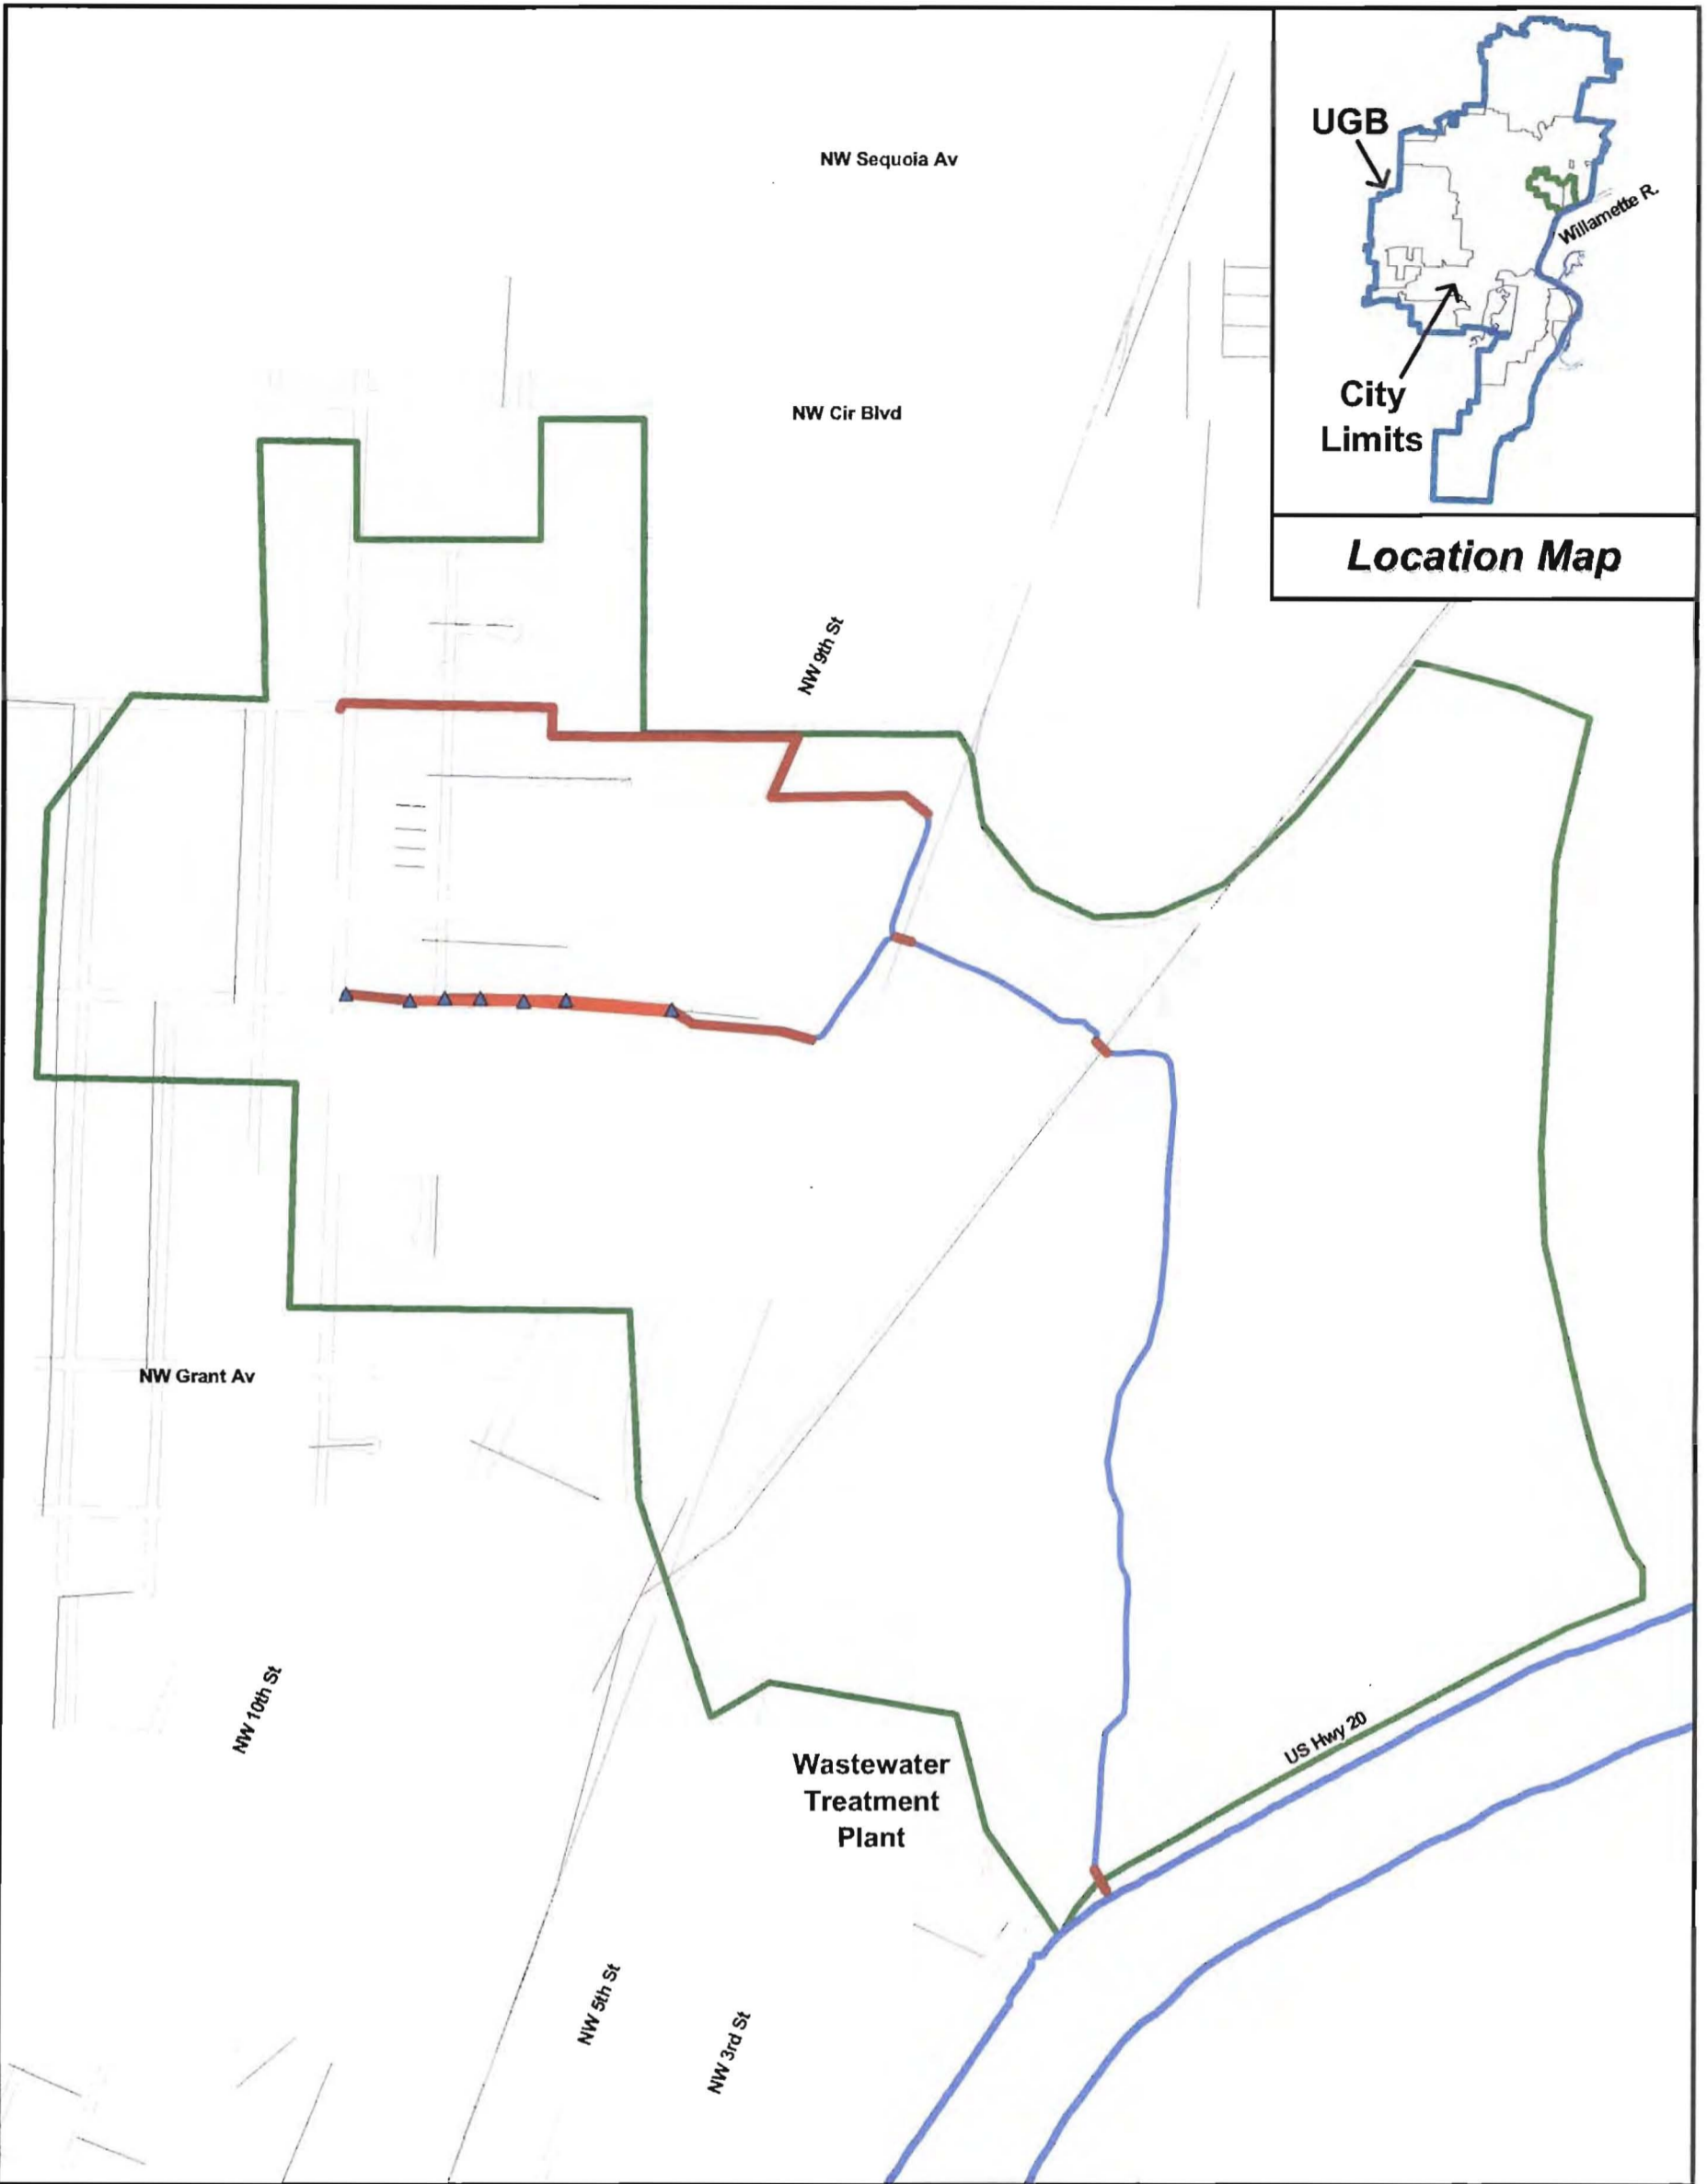 UGB
Willamette R.
City
Limits
Location Map
NW Sequoia Av
NW Cir Blvd
NW 9th St
NW Grant Av
NW 10th St
Wastewater
Treatment
Plant
US Hwy 20
NW 5th St
NW 3rd St